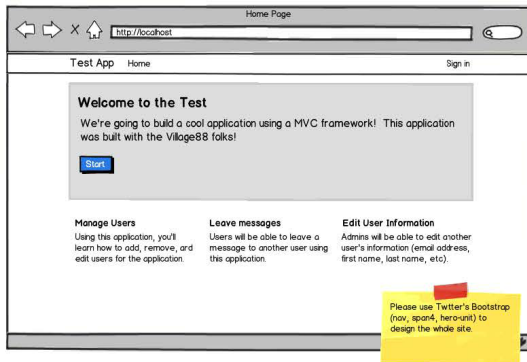 Home Page
http://localhost
Test App Home Sign in
Welcome to the Test
We're going to build a cool application using a MVC framework! This application
was built with the Village88 folks!
Start
Manage Users
Using this application, you'll
learn how to add, remove, and
edit users for the application.
Leave messages
Users will be able to leave a
message to another user using
this application.
Edit User Information
Admins will be able to edit another
user's information (email address,
first name, last name, etc).
Please use Twtter's Bootstrap
(nav, span4, hero-unit) to
design the whole site.